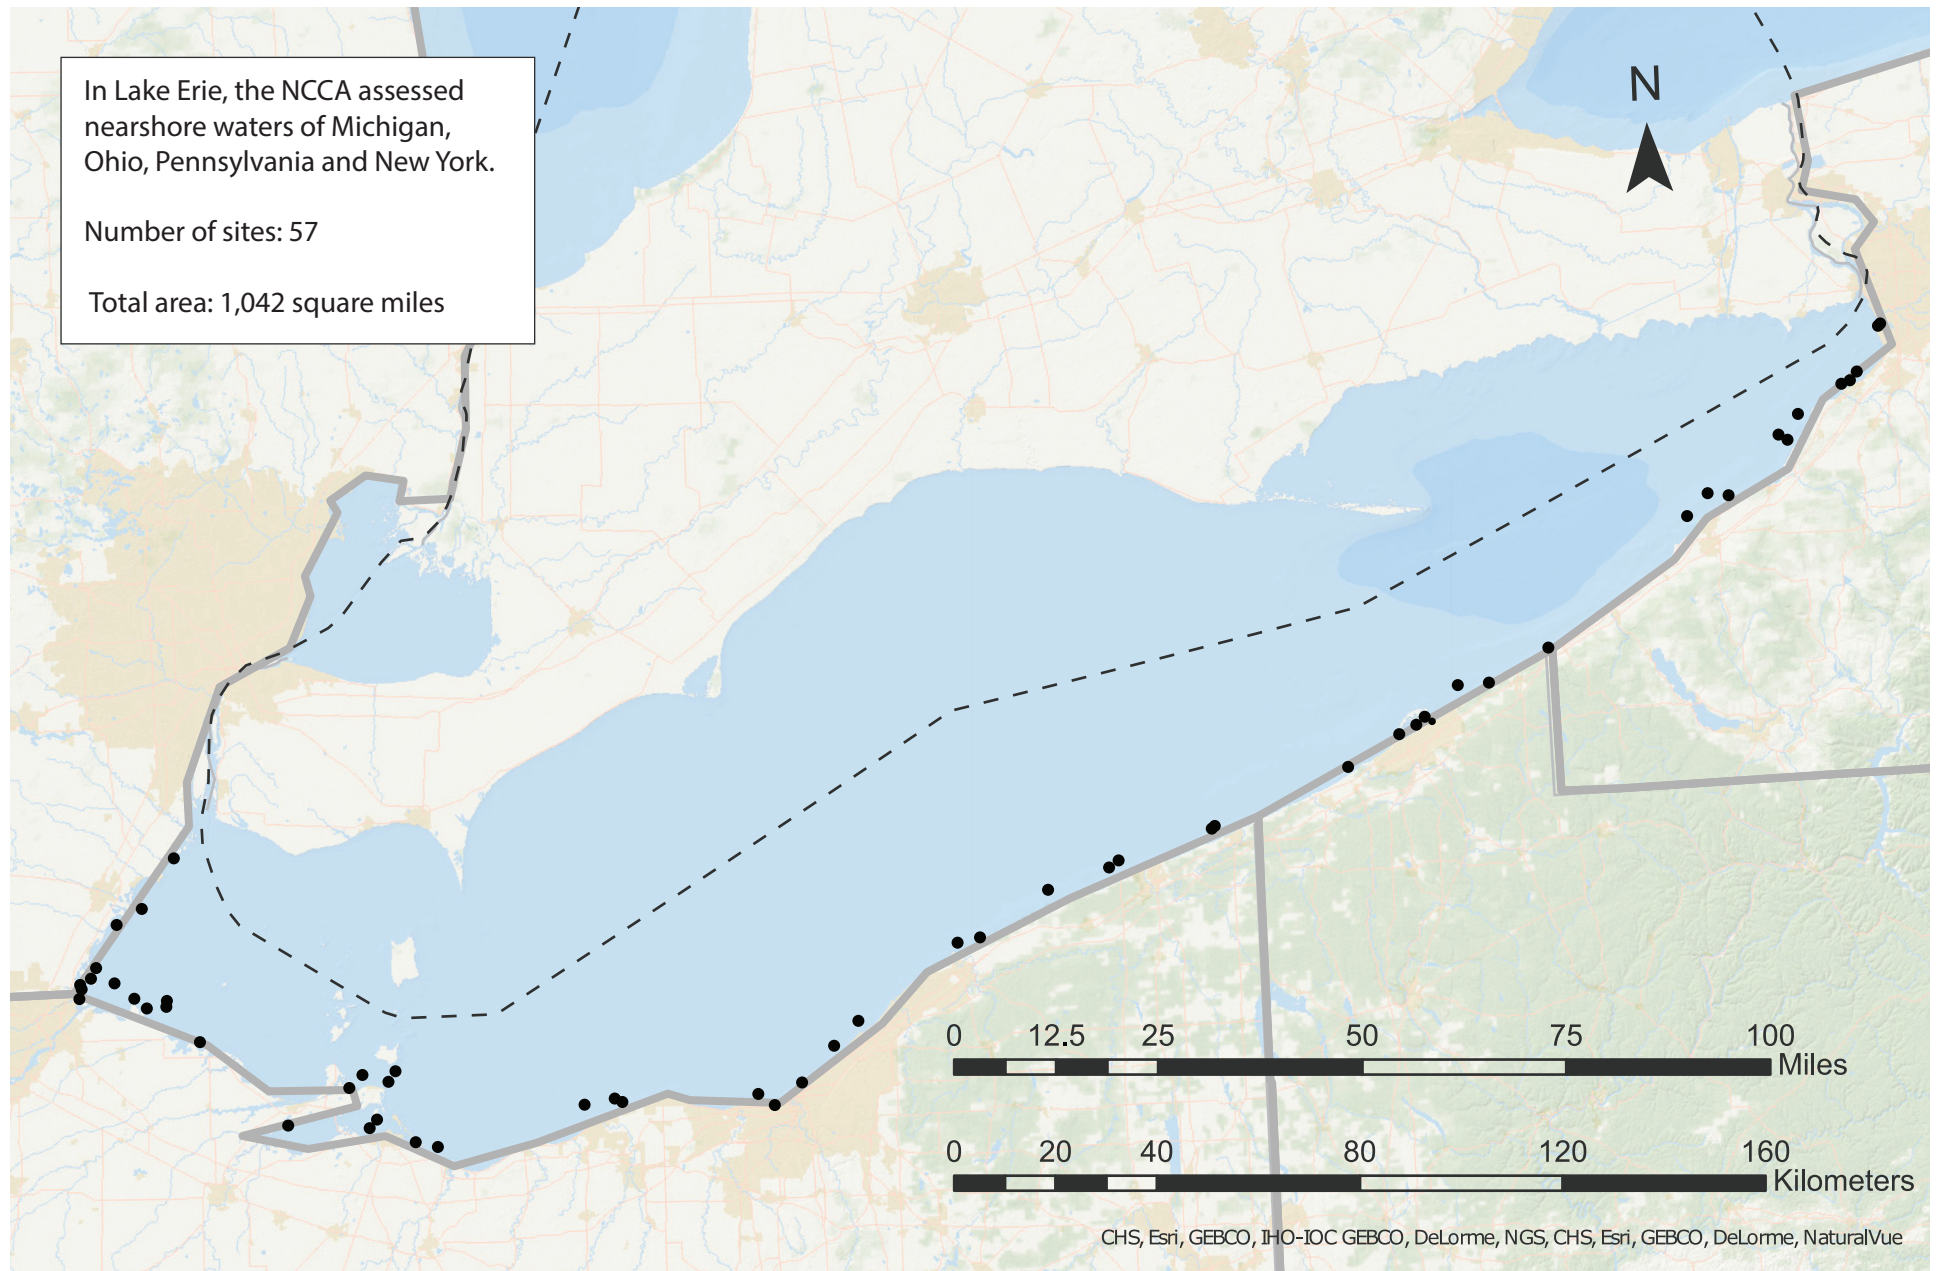 In Lake Erie, the NCCA assessed
nearshore waters of Michigan,
Ohio, Pennsylvania and New York.
Number of sites: 57
Total area: 1,042 square miles
N
0 12.5 25 50 75 100
Miles
0 20 40 80 120 160
Kilometers
CHS, Esri, GEBCO, IHO-IOC GEBCO, DeLorme, NGS, CHS, Esri, GEBCO, DeLorme, NaturalVue